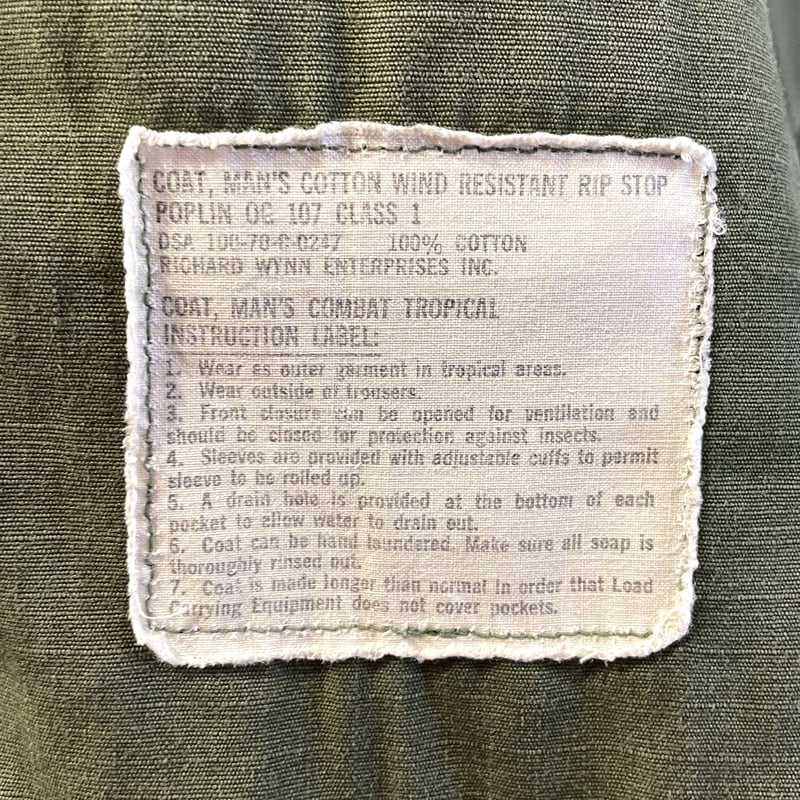 COAT, MAN'S COTTON WIND RESISTANT RIP STOP
POPLIN OG 107 CLASS 1
DSA 100-70-C-0247 100% COTTON
RICHARD WYNN ENTERPRISES INC.
COAT, MAN'S COMBAT TROPICAL
INSTRUCTION LABEL:
1. Wear as outer garment in tropical areas.
2. Wear outside of trousers.
3. Front closure can be opened for ventilation and
should be closed for protection against insects.
4. Sleeves are provided with adjustable cuffs to permit
sleeve to be rolled up.
5. A drain hole is provided at the bottom of each
pocket to allow water to drain out.
6. Coat can be hand laundered. Make sure all soap is
thoroughly rinsed out.
7. Coat is made longer than normal in order that Load
Carrying Equipment does not cover pockets.